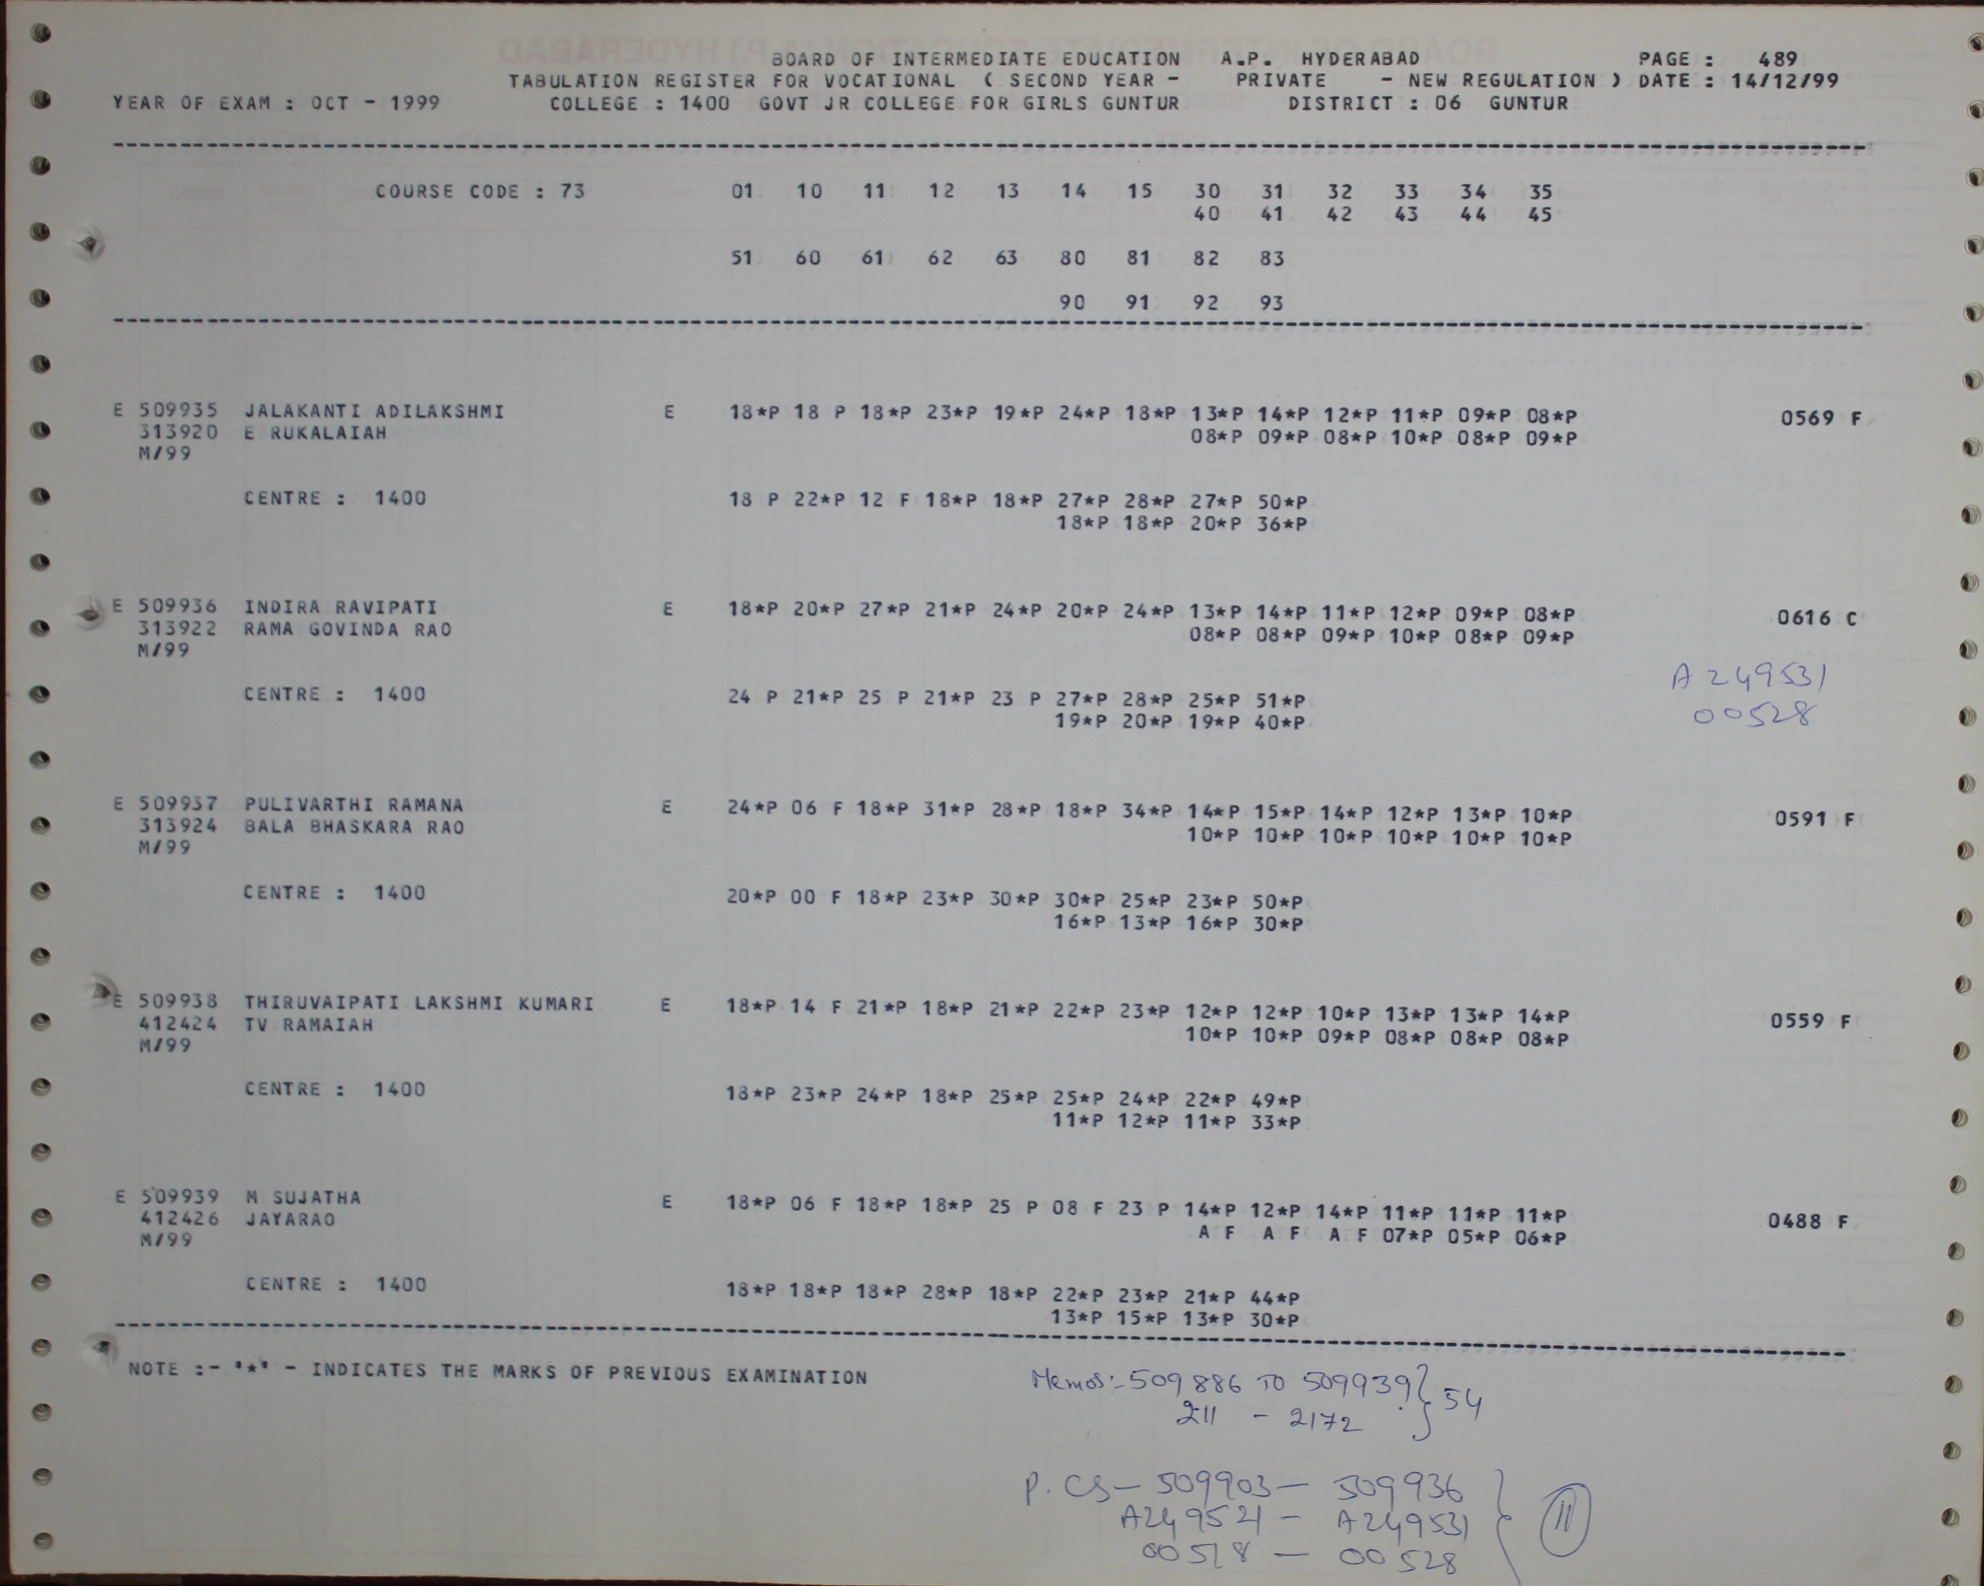 BOARD OF INTERMEDIATE EDUCATION A.P. HYDERABAD PAGE : 489
TABULATION REGISTER FOR VOCATIONAL ( SECOND YEAR - PRIVATE - NEW REGULATION ) DATE : 14/12/99
YEAR OF EXAM : OCT - 1999 COLLEGE : 1400 GOVT JR COLLEGE FOR GIRLS GUNTUR DISTRICT : 06 GUNTUR
COURSE CODE : 73 01 10 11 12 13 14 15 30 31 32 33 34 35
40 41 42 43 44 45
51 60 61 62 63 80 81 82 83
90 91 92 93
E 509935 JALAKANTI ADILAKSHMI E 18*P 18 P 18*P 23*P 19*P 24*P 18*P 13*P 14*P 12*P 11*P 09*P 08*P 0569 F
313920 E RUKALAIAH 08*P 09*P 08*P 10*P 08*P 09*P
M/99
CENTRE : 1400 18 P 22*P 12 F 18*P 18*P 27*P 28*P 27*P 50*P
18*P 18*P 20*P 36*P
E 509936 INDIRA RAVIPATI E 18*P 20*P 27*P 21*P 24*P 20*P 24*P 13*P 14*P 11*P 12*P 09*P 08*P 0616 C
313922 RAMA GOVINDA RAO 08*P 08*P 09*P 10*P 08*P 09*P
M/99
A 249531
CENTRE : 1400 24 P 21*P 25 P 21*P 23 P 27*P 28*P 25*P 51*P
00528
19*P 20*P 19*P 40*P
E 509937 PULIVARTHI RAMANA E 24*P 06 F 18*P 31*P 28*P 18*P 34*P 14*P 15*P 14*P 12*P 13*P 10*P 0591 F
313924 BALA BHASKARA RAO 10*P 10*P 10*P 10*P 10*P 10*P
M/99
CENTRE : 1400 20*P 00 F 18*P 23*P 30*P 30*P 25*P 23*P 50*P
16*P 13*P 16*P 30*P
E 509938 THIRUVAIPATI LAKSHMI KUMARI E 18*P 14 F 21*P 18*P 21*P 22*P 23*P 12*P 12*P 10*P 13*P 13*P 14*P 0559 F
412424 TV RAMAIAH 10*P 10*P 09*P 08*P 08*P 08*P
M/99
CENTRE : 1400 18*P 23*P 24*P 18*P 25*P 25*P 24*P 22*P 49*P
11*P 12*P 11*P 33*P
E 509939 M SUJATHA E 18*P 06 F 18*P 18*P 25 P 08 F 23 P 14*P 12*P 14*P 11*P 11*P 11*P 0488 F
412426 JAYARAO A F A F A F 07*P 05*P 06*P
M/99
CENTRE : 1400 18*P 18*P 18*P 28*P 18*P 22*P 23*P 21*P 44*P
13*P 15*P 13*P 30*P
NOTE :- "*" - INDICATES THE MARKS OF PREVIOUS EXAMINATION
Memos:- 509886 TO 509939 } 54
211 - 2172
P. CS - 509903 - 509936
A249521 - A249531 } 11
00518 - 00528